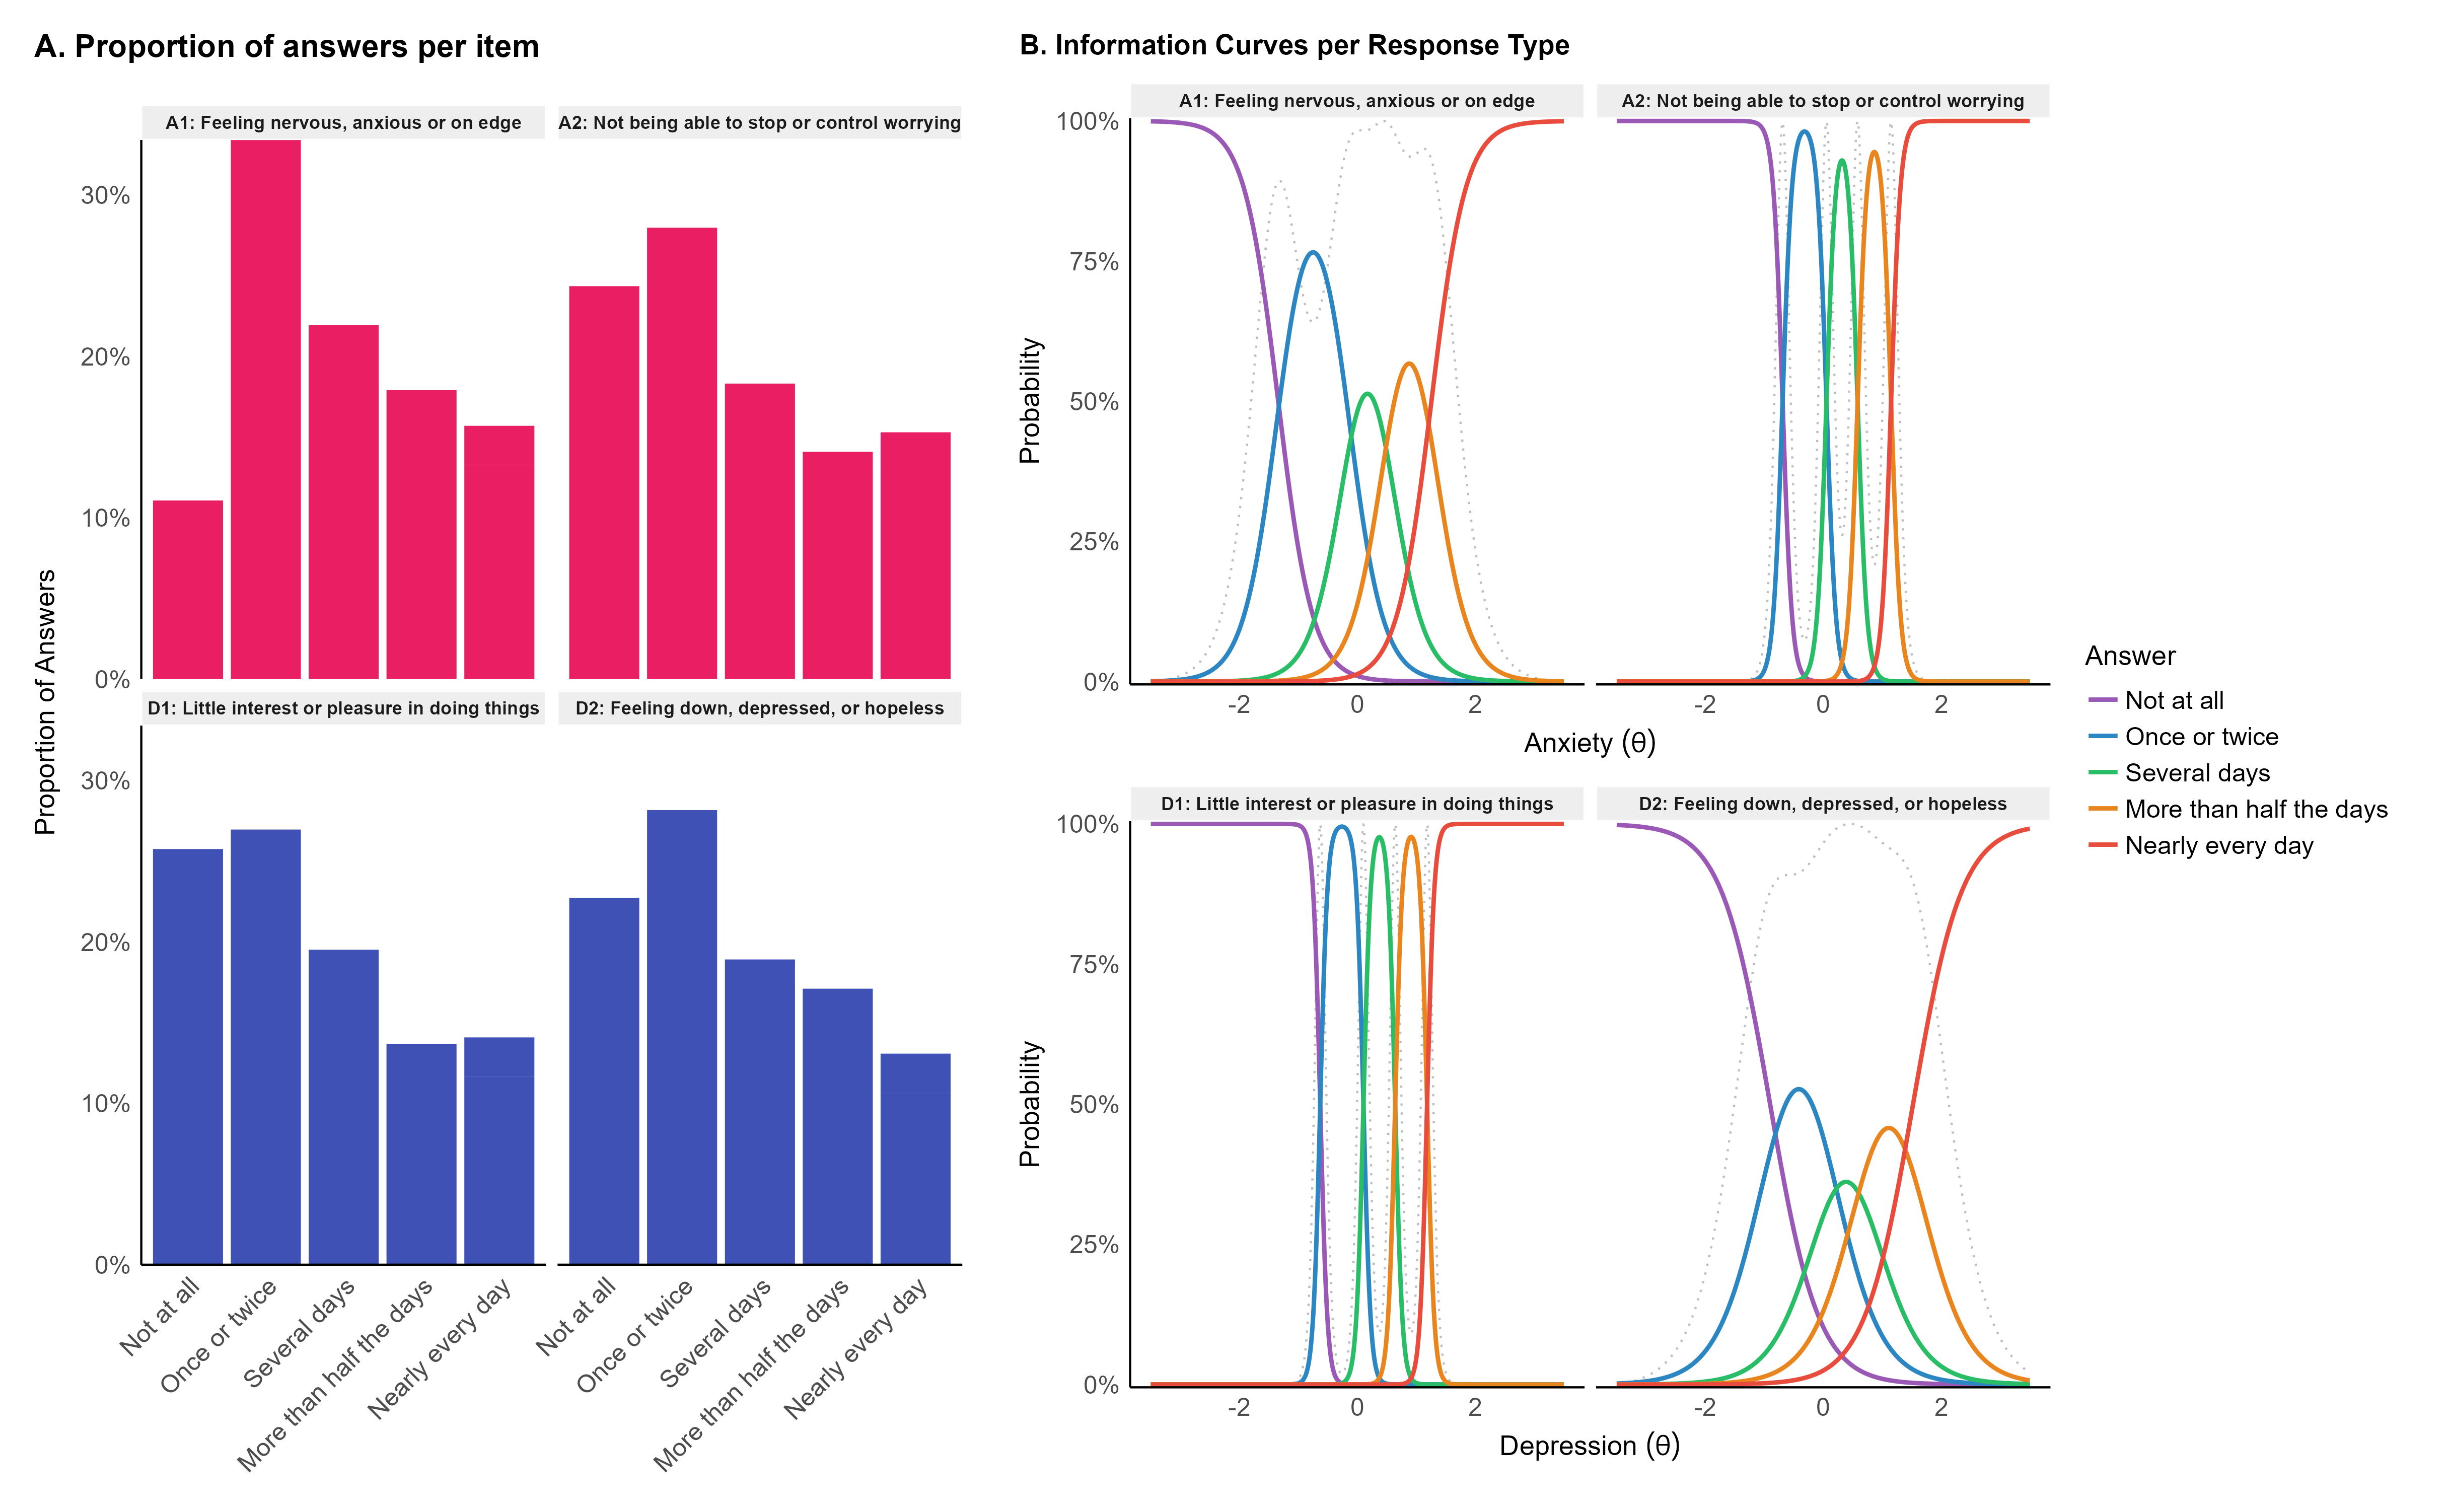 A. Proportion of answers per item
A1: Feeling nervous, anxious or on edge
A2: Not being able to stop or control worrying
30%
20%
10%
0%
D1: Little interest or pleasure in doing things
D2: Feeling down, depressed, or hopeless
30%
20%
10%
0%
Proportion of Answers
Not at all
Once or twice
Several days
More than half the days
Nearly every day
Not at all
Once or twice
Several days
More than half the days
Nearly every day
B. Information Curves per Response Type
A1: Feeling nervous, anxious or on edge
A2: Not being able to stop or control worrying
100%
75%
50%
25%
0%
Probability
-2 0 2
-2 0 2
Anxiety (θ)
D1: Little interest or pleasure in doing things
D2: Feeling down, depressed, or hopeless
100%
75%
50%
25%
0%
Probability
-2 0 2
-2 0 2
Depression (θ)
Answer
Not at all
Once or twice
Several days
More than half the days
Nearly every day